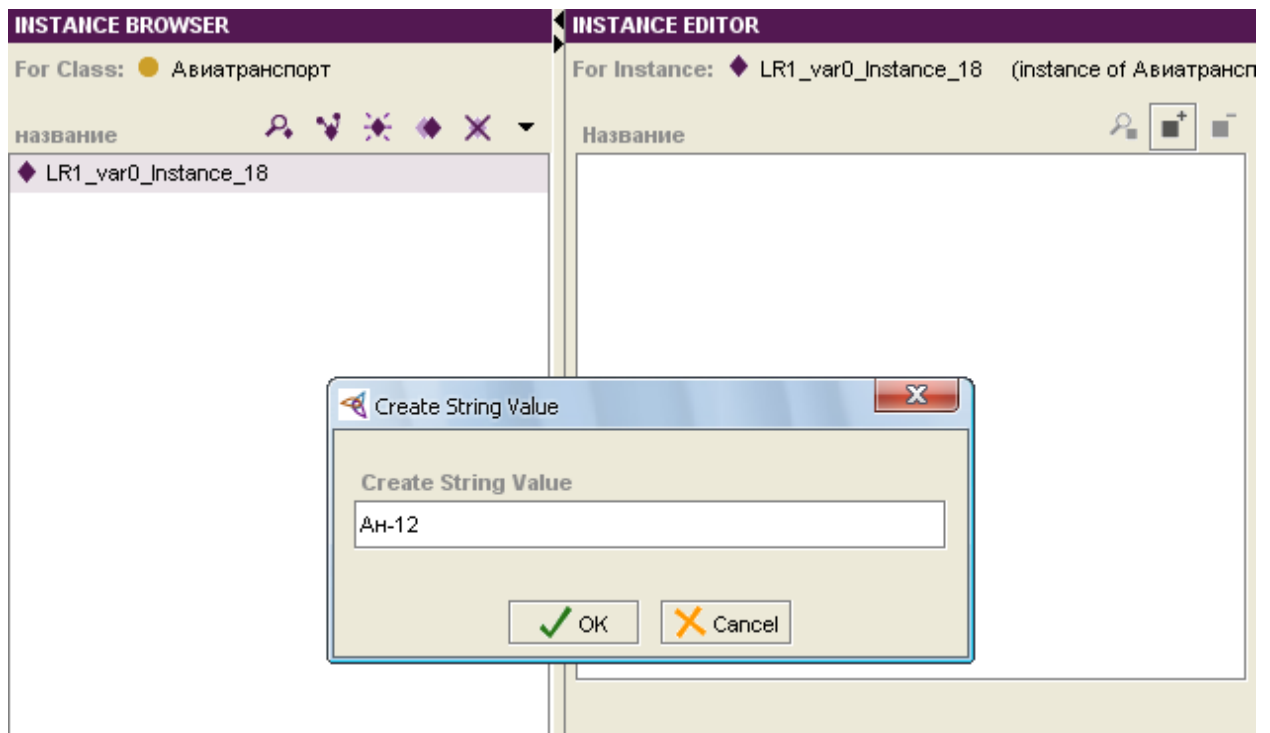 INSTANCE BROWSER
For Class: Авиатранспорт
название
LR1_var0_Instance_18
INSTANCE EDITOR
For Instance: LR1_var0_Instance_18 (instance of Авиатрансп
Название
Create String Value
Create String Value
Ан-12
OK Cancel